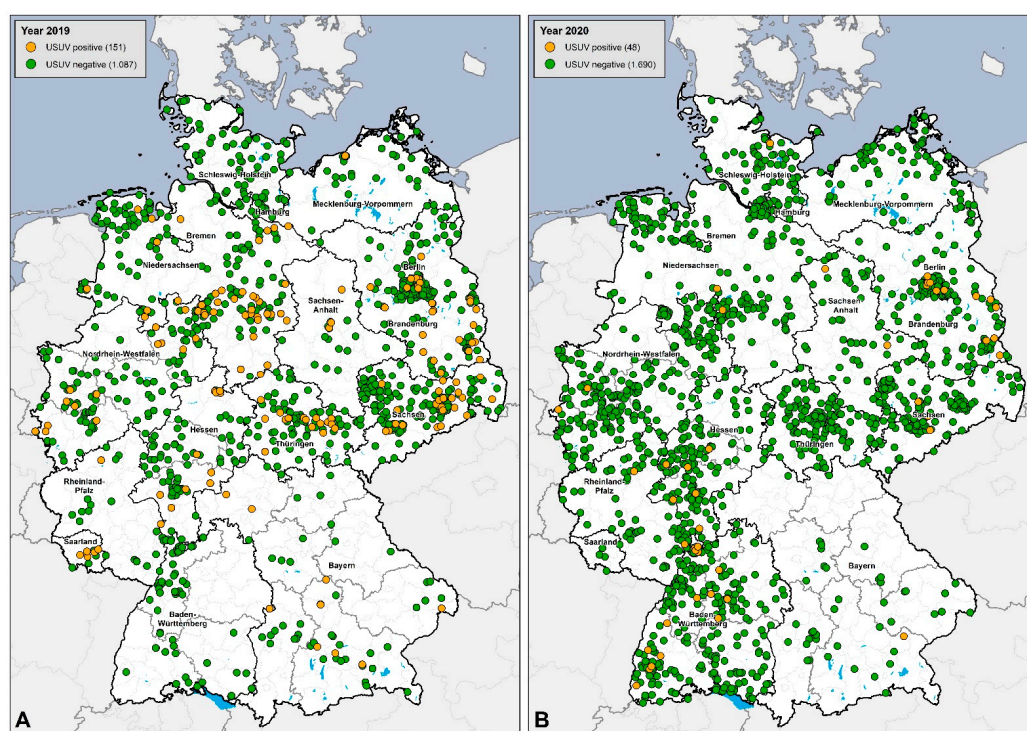 Year 2019
USUV positive (151)
USUV negative (1.087)
Schleswig-Holstein
Hamburg
Mecklenburg-Vorpommern
Bremen
Niedersachsen
Berlin
Sachsen-
Anhalt
Brandenburg
Nordrhein-Westfalen
Sachsen
Hessen
Thüringen
Rheinland-
Pfalz
Saarland
Bayern
Baden-
Württemberg
A
Year 2020
USUV positive (48)
USUV negative (1.690)
Schleswig-Holstein
Hamburg
Mecklenburg-Vorpommern
Bremen
Niedersachsen
Berlin
Sachsen-
Anhalt
Brandenburg
Nordrhein-Westfalen
Sachsen
Hessen
Thüringen
Rheinland-
Pfalz
Saarland
Bayern
Baden-
Württemberg
B